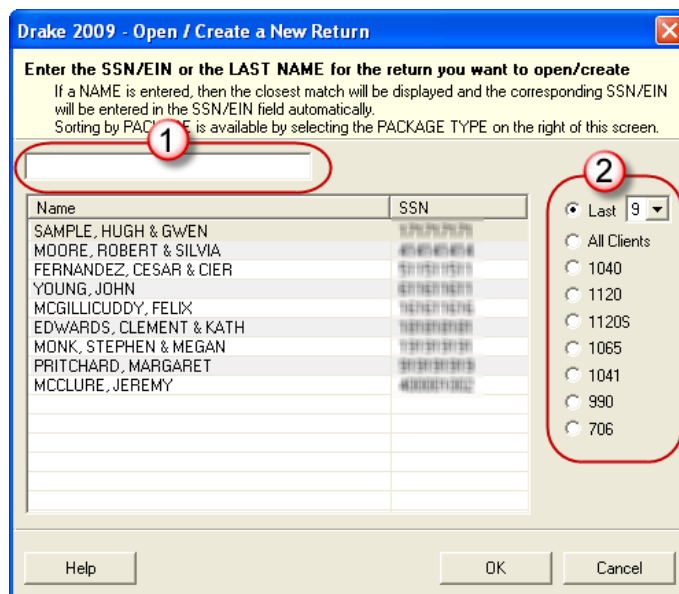 Drake 2009 - Open / Create a New Return
Enter the SSN/EIN or the LAST NAME for the return you want to open/create
If a NAME is entered, then the closest match will be displayed and the corresponding SSN/EIN
will be entered in the SSN/EIN field automatically.
Sorting by is available by selecting the PACKAGE TYPE on the right of this screen.
1
2
Name SSN
SAMPLE, HUGH & GWEN
MOORE, ROBERT & SILVIA
FERNANDEZ, CESAR & CIER
YOUNG, JOHN
MCGILLICUDDY, FELIX
EDWARDS, CLEMENT & KATH
MONK, STEPHEN & MEGAN
PRITCHARD, MARGARET
MCCLURE, JEREMY
Last 9
All Clients
1040
1120
1120S
1065
1041
990
706
Help OK Cancel